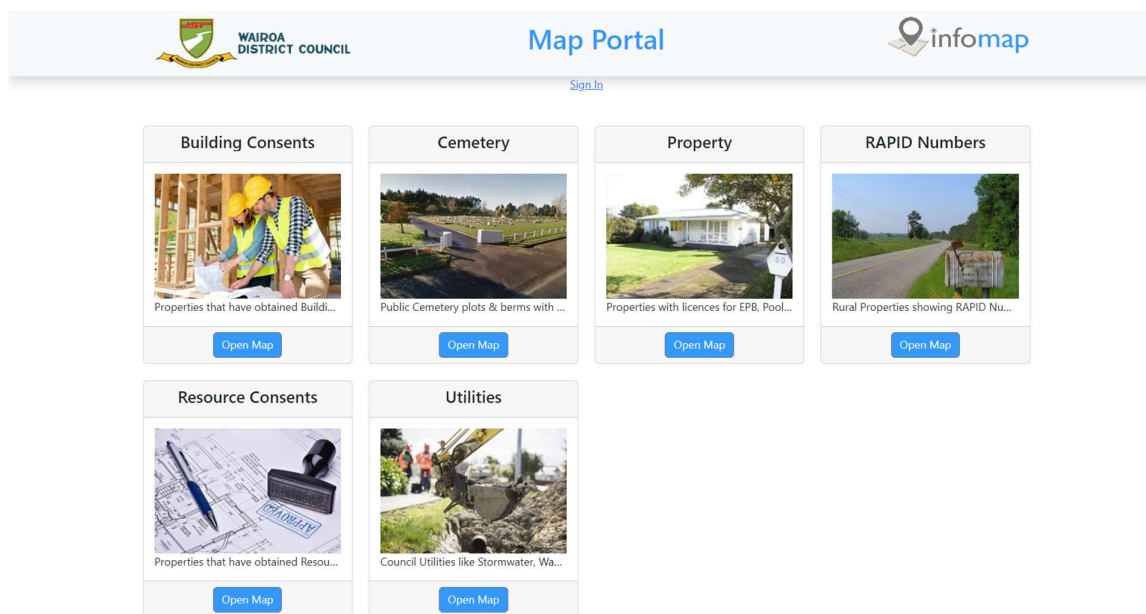 WAIROA
DISTRICT COUNCIL
Map Portal
infomap
Sign In
Building Consents
Cemetery
Property
RAPID Numbers
50
Properties that have obtained Buildi...
Public Cemetery plots & berms with ...
Properties with licences for EPB, Pool...
Rural Properties showing RAPID Nu...
Open Map
Open Map
Open Map
Open Map
Resource Consents
Utilities
APPROVED
Properties that have obtained Resou...
Council Utilities like Stormwater, Wa...
Open Map
Open Map